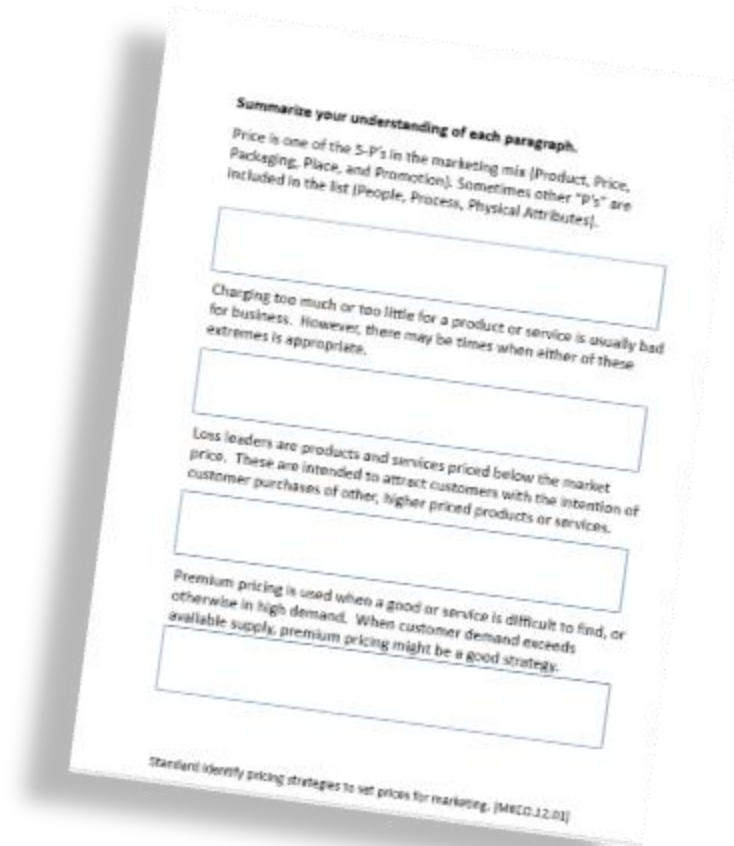 Summarize your understanding of each paragraph.
Price is one of the 5-P's in the marketing mix (Product, Price,
Packaging, Place, and Promotion). Sometimes other "P's" are
included in the list (People, Process, Physical Attributes).
Charging too much or too little for a product or service is usually bad
for business. However, there may be times when either of these
extremes is appropriate.
Loss leaders are products and services priced below the market
price. These are intended to attract customers with the intention of
customer purchases of other, higher priced products or services.
Premium pricing is used when a good or service is difficult to find, or
otherwise in high demand. When customer demand exceeds
available supply, premium pricing might be a good strategy.
Standard identify pricing strategies to set prices for marketing.